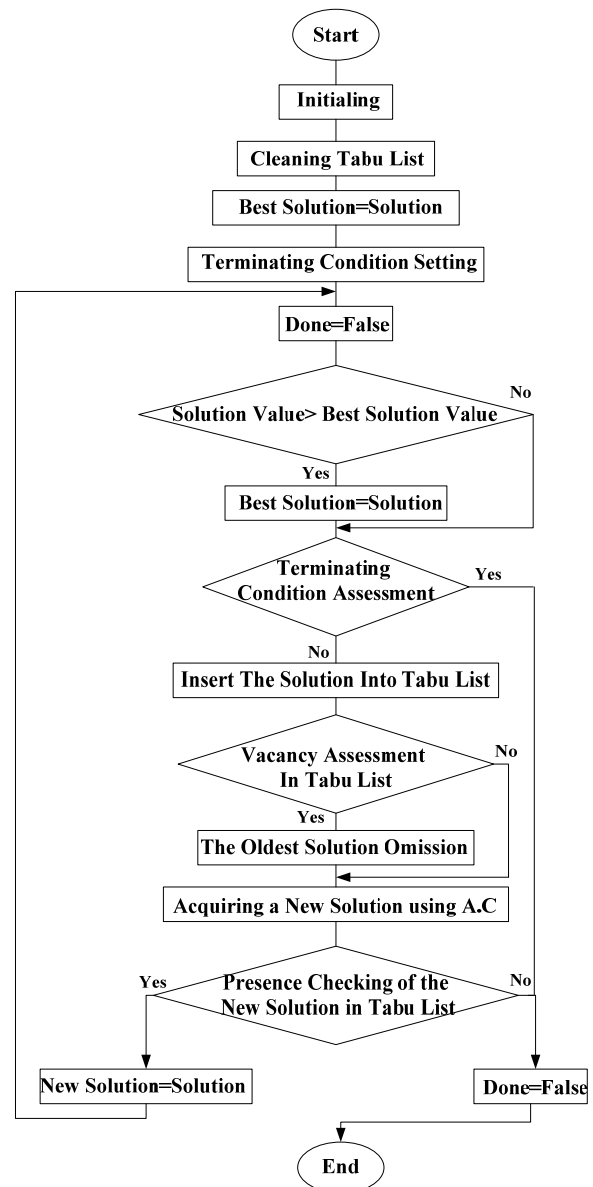 Start
Initialing
Cleaning Tabu List
Best Solution=Solution
Terminating Condition Setting
Done=False
No
Solution Value> Best Solution Value
Yes
Best Solution=Solution
Terminating
Condition Assessment
Yes
No
Insert The Solution Into Tabu List
Vacancy Assessment
In Tabu List
No
Yes
The Oldest Solution Omission
Acquiring a New Solution using A.C
Yes
Presence Checking of the
New Solution in Tabu List
No
New Solution=Solution
Done=False
End